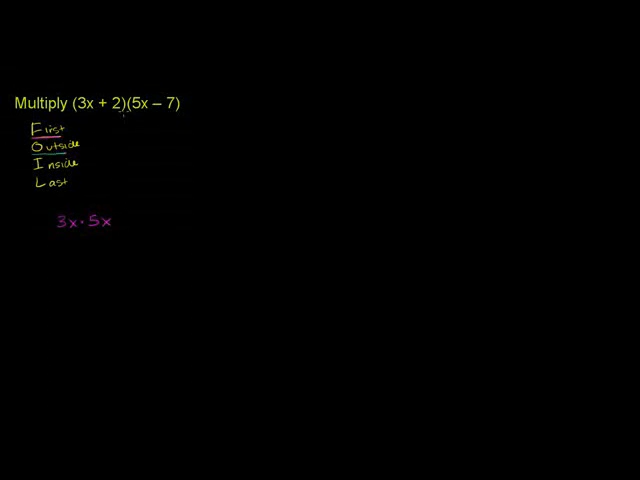 Multiply (3x + 2)(5x – 7)
First
Outside
Inside
Last
3x · 5x